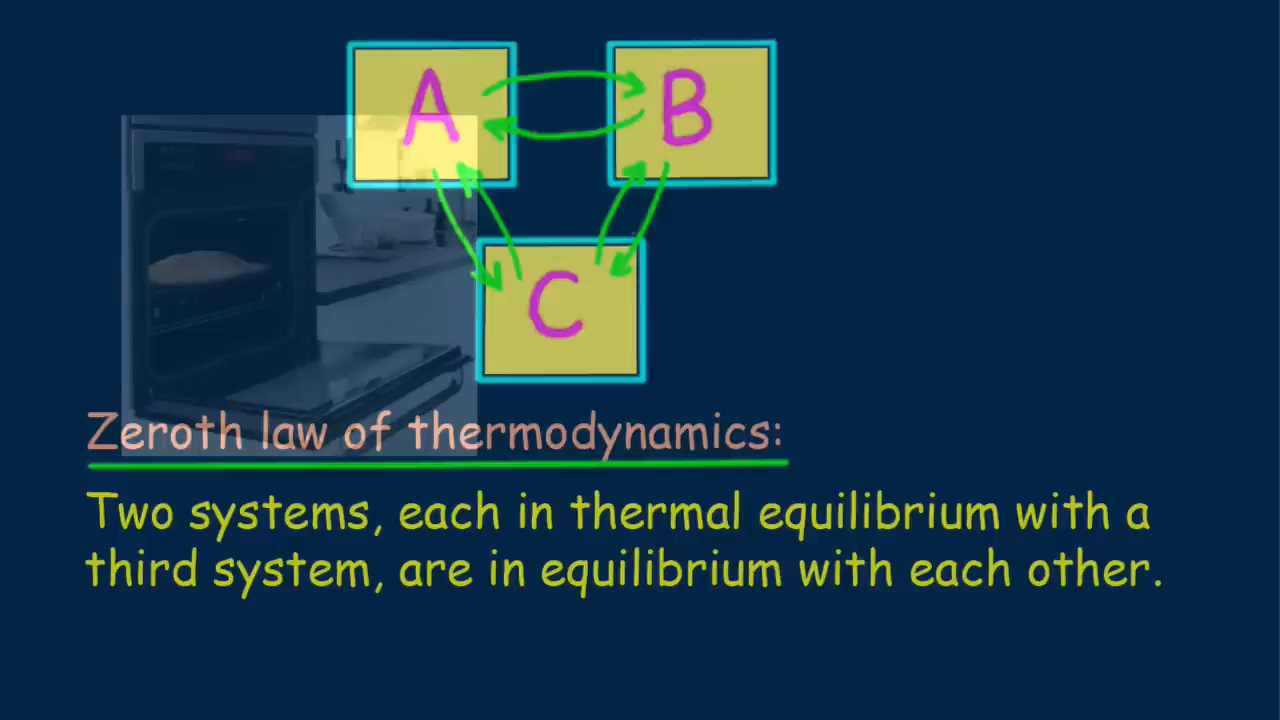 A B
C
Zeroth law of thermodynamics:
Two systems, each in thermal equilibrium with a
third system, are in equilibrium with each other.